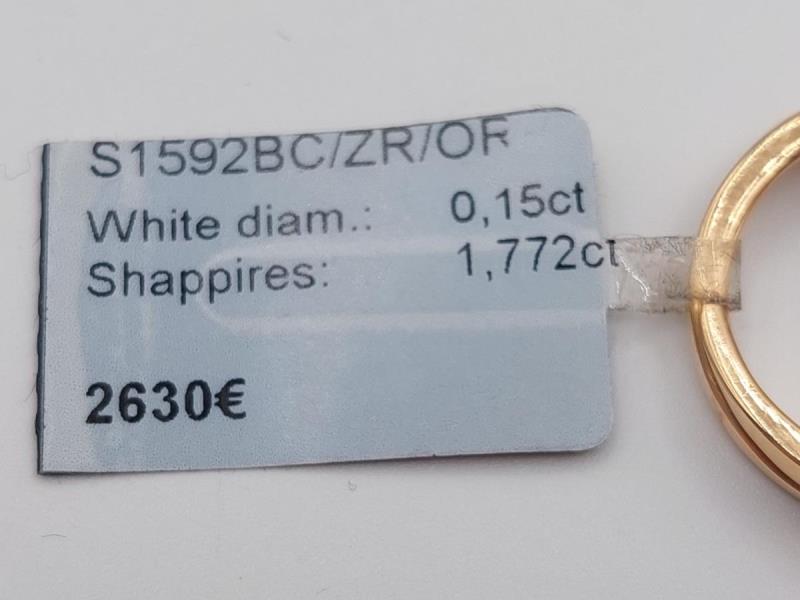 S1592BC/ZR/OR
White diam.: 0,15ct
Shappires: 1,772ct
2630€